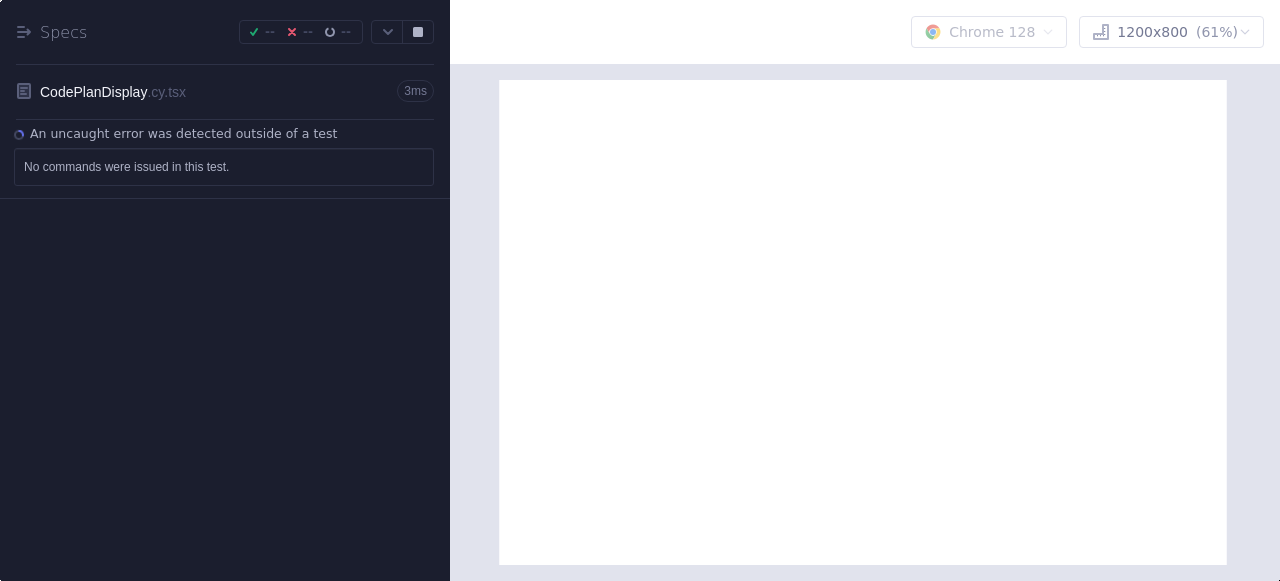 Specs
--
--
--
Chrome 128
1200x800 (61%)
CodePlanDisplay.cy.tsx
3ms
An uncaught error was detected outside of a test
No commands were issued in this test.